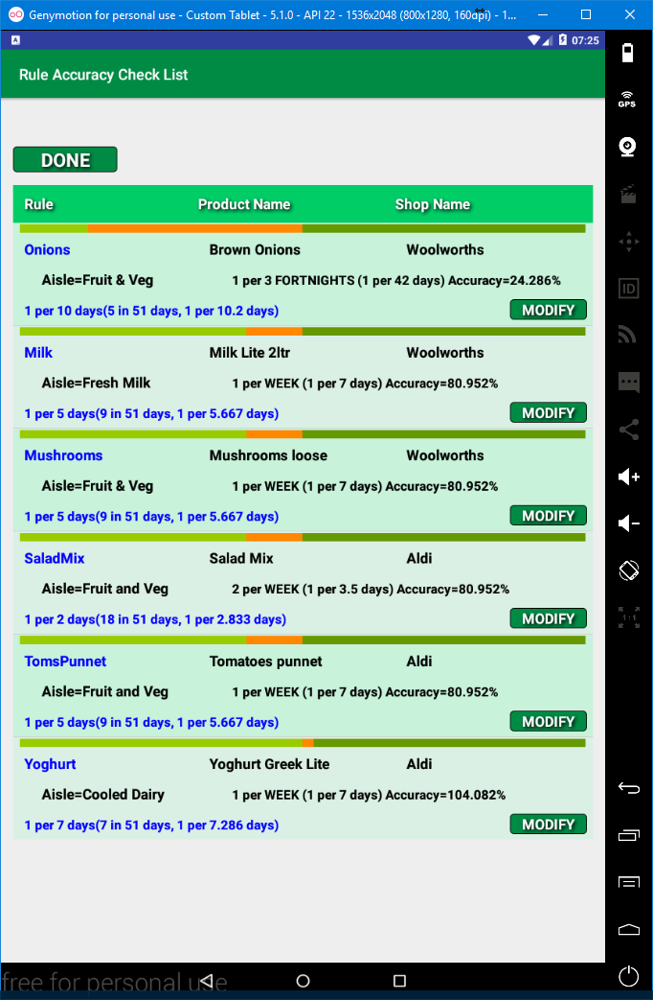 Genymotion for personal use - Custom Tablet - 5.1.0 - API 22 - 1536x2048 (800x1280, 160dpi) - 1...
A 07:25
GPS
Rule Accuracy Check List
DONE
Rule Product Name Shop Name
Onions Brown Onions Woolworths
Aisle=Fruit & Veg 1 per 3 FORTNIGHTS (1 per 42 days) Accuracy=24.286%
1 per 10 days(5 in 51 days, 1 per 10.2 days) MODIFY
ID
Milk Milk Lite 2ltr Woolworths
Aisle=Fresh Milk 1 per WEEK (1 per 7 days) Accuracy=80.952%
1 per 5 days(9 in 51 days, 1 per 5.667 days) MODIFY
Mushrooms Mushrooms loose Woolworths
Aisle=Fruit & Veg 1 per WEEK (1 per 7 days) Accuracy=80.952%
1 per 5 days(9 in 51 days, 1 per 5.667 days) MODIFY
SaladMix Salad Mix Aldi
Aisle=Fruit and Veg 2 per WEEK (1 per 3.5 days) Accuracy=80.952%
1 per 2 days(18 in 51 days, 1 per 2.833 days) MODIFY
1:1
TomsPunnet Tomatoes punnet Aldi
Aisle=Fruit and Veg 1 per WEEK (1 per 7 days) Accuracy=80.952%
1 per 5 days(9 in 51 days, 1 per 5.667 days) MODIFY
Yoghurt Yoghurt Greek Lite Aldi
Aisle=Cooled Dairy 1 per WEEK (1 per 7 days) Accuracy=104.082%
1 per 7 days(7 in 51 days, 1 per 7.286 days) MODIFY
free for personal use